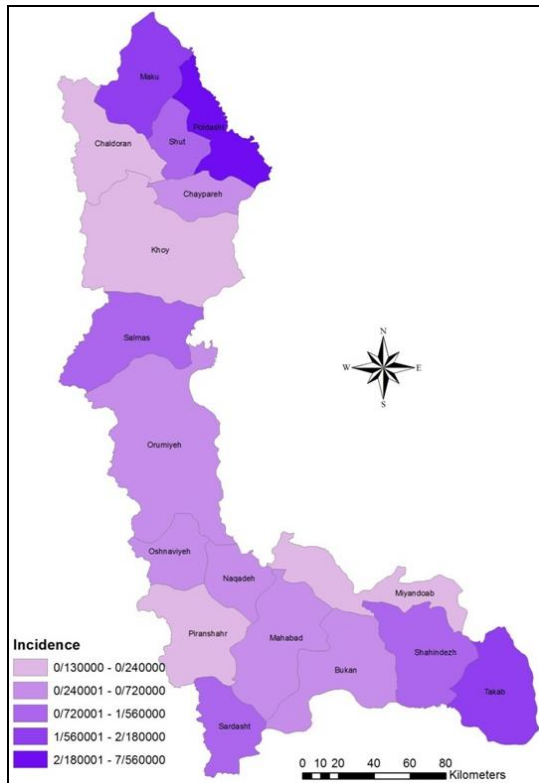 Maku
Poldasht
Shut
Chaldoran
Chaypareh
Khoy
Salmas
N
W
E
S
Orumiyeh
Oshnaviyeh
Naqadeh
Miyandoab
Piranshahr
Mahabad
Shahindezh
Bukan
Takab
Sardasht
Incidence
0/130000 - 0/240000
0/240001 - 0/720000
0/720001 - 1/560000
1/560001 - 2/180000
2/180001 - 7/560000
0 10 20 40 60 80
Kilometers